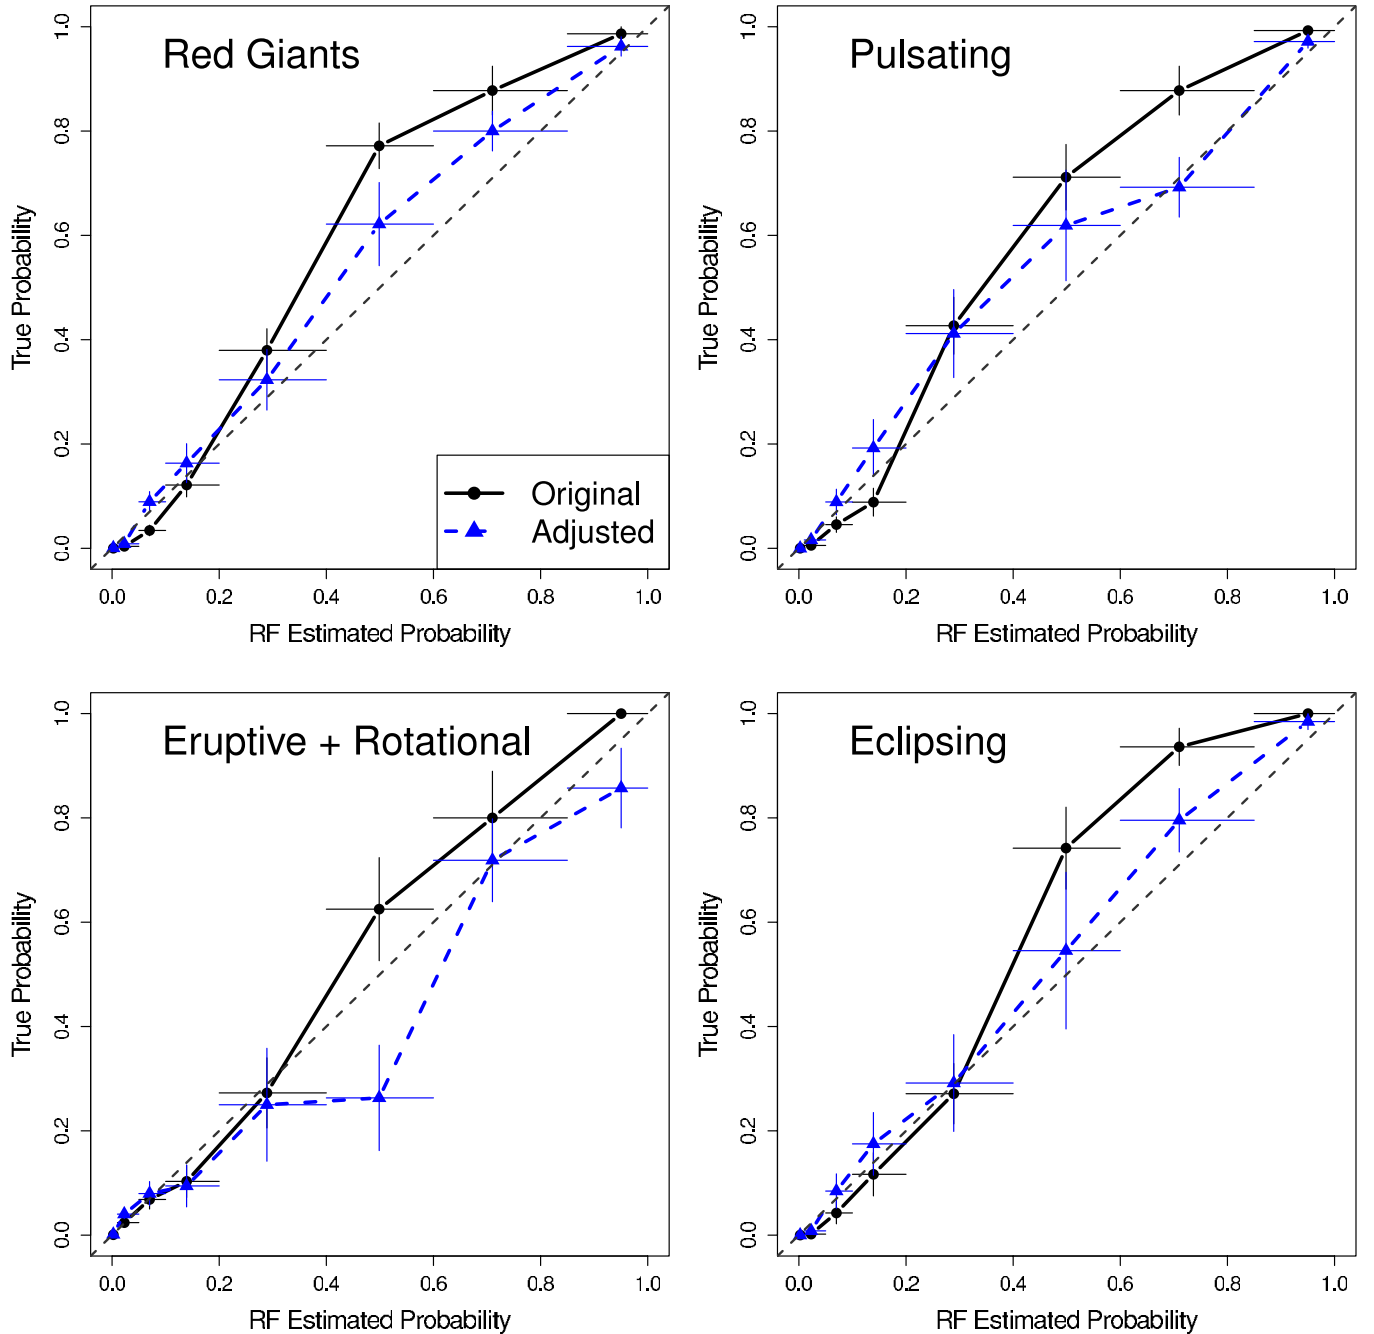 Red Giants
True Probability
1.0
0.8
0.6
0.4
0.2
0.0
Original
Adjusted
0.0 0.2 0.4 0.6 0.8 1.0
RF Estimated Probability
Pulsating
True Probability
1.0
0.8
0.6
0.4
0.2
0.0
0.0 0.2 0.4 0.6 0.8 1.0
RF Estimated Probability
Eruptive + Rotational
True Probability
1.0
0.8
0.6
0.4
0.2
0.0
0.0 0.2 0.4 0.6 0.8 1.0
RF Estimated Probability
Eclipsing
True Probability
1.0
0.8
0.6
0.4
0.2
0.0
0.0 0.2 0.4 0.6 0.8 1.0
RF Estimated Probability